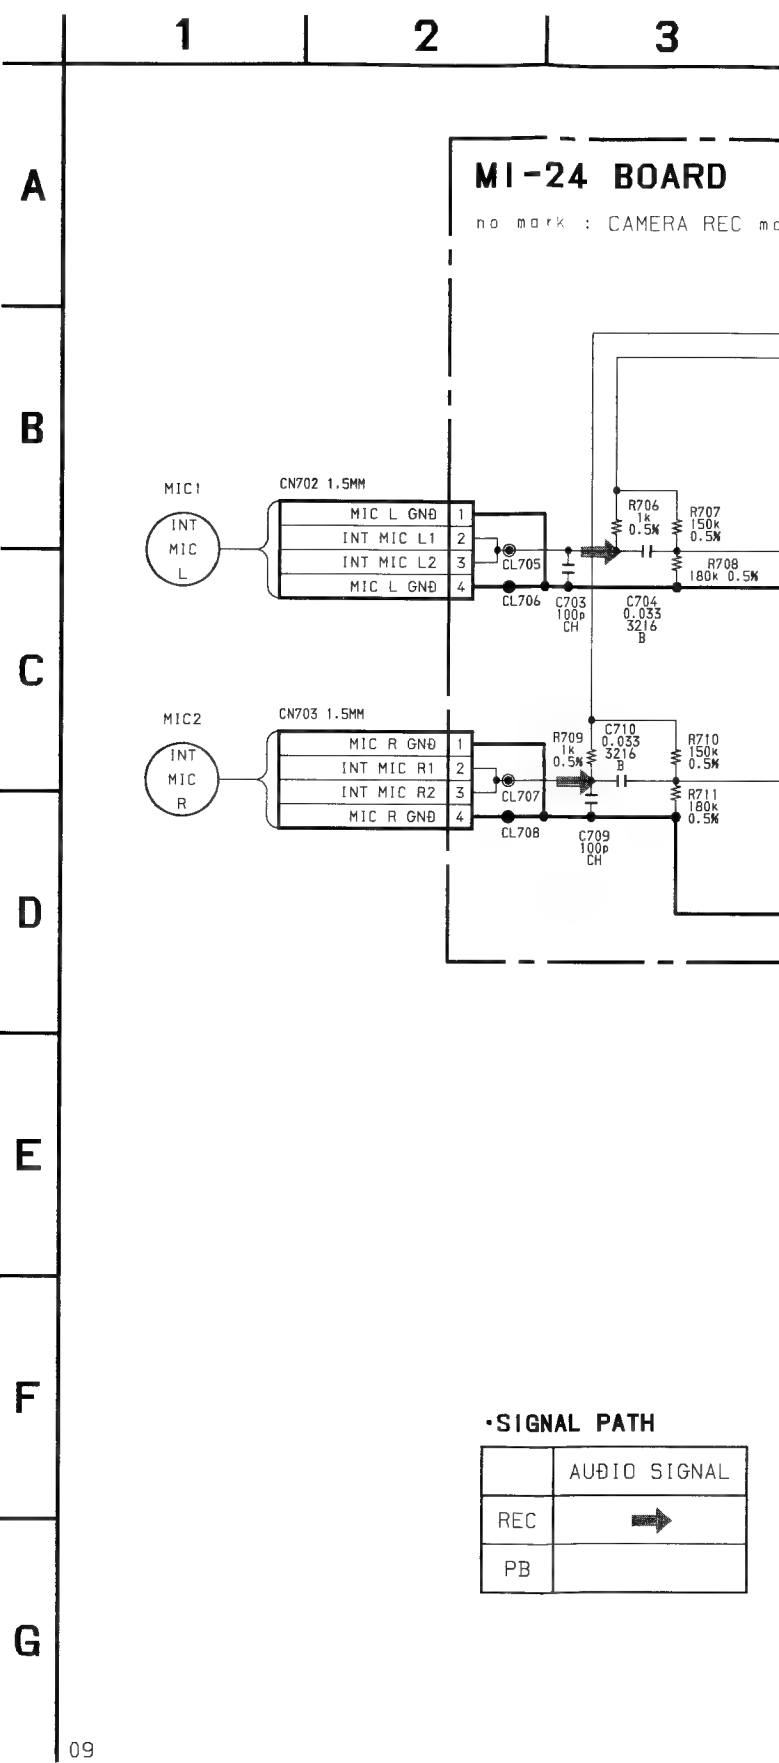 1 2 3
A
MI-24 BOARD
no mark : CAMERA REC
B
MIC1
INT
MIC
L
CN702 1.5MM
MIC L GND 1
INT MIC L1 2
INT MIC L2 3
MIC L GND 4
CL705
CL706
C703
100p
CH
R706
1k
0.5%
R707
150k
0.5%
R708
180k 0.5%
C704
0.033
3216
B
C
MIC2
INT
MIC
R
CN703 1.5MM
MIC R GND 1
INT MIC R1 2
INT MIC R2 3
MIC R GND 4
CL707
CL708
R709
1k
0.5%
C710
0.033
3216
B
R710
150k
0.5%
R711
180k
0.5%
C709
100p
CH
D
E
F
•SIGNAL PATH
AUDIO SIGNAL
REC
PB
G
09